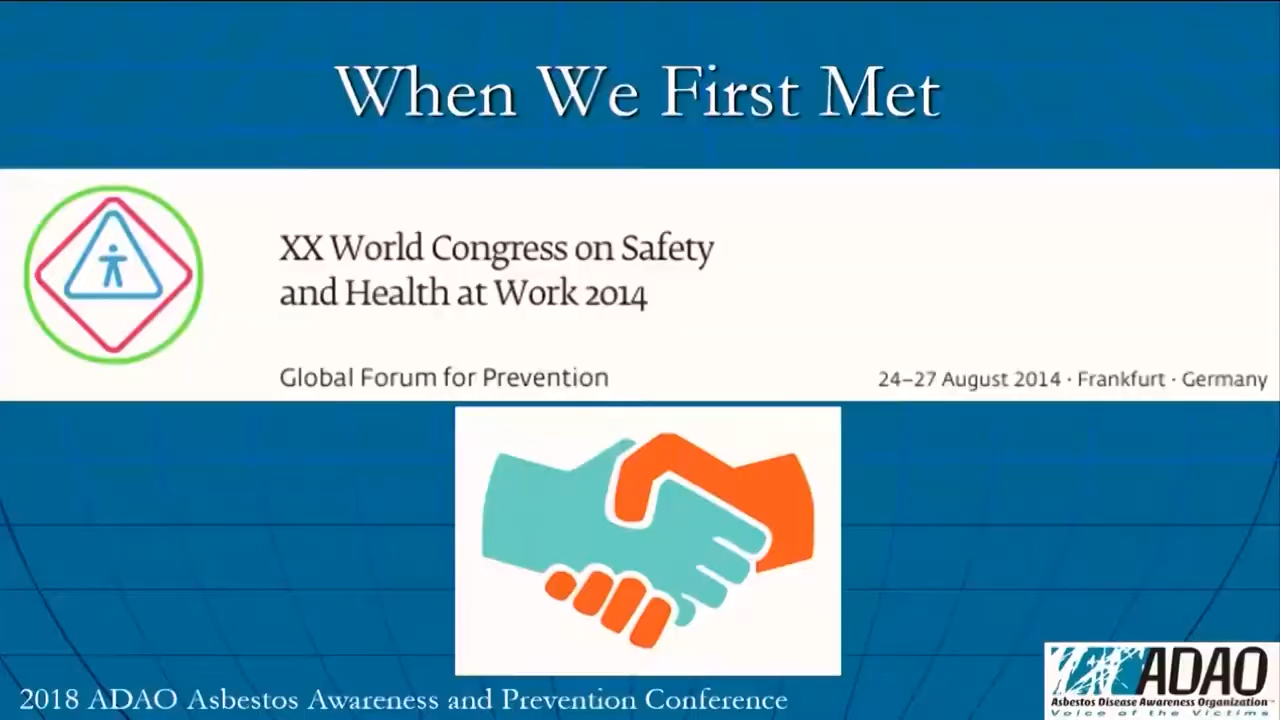 When We First Met
XX World Congress on Safety
and Health at Work 2014
Global Forum for Prevention
24–27 August 2014 · Frankfurt · Germany
2018 ADAO Asbestos Awareness and Prevention Conference
ADAO
Asbestos Disease Awareness Organization
Voice of the Victims